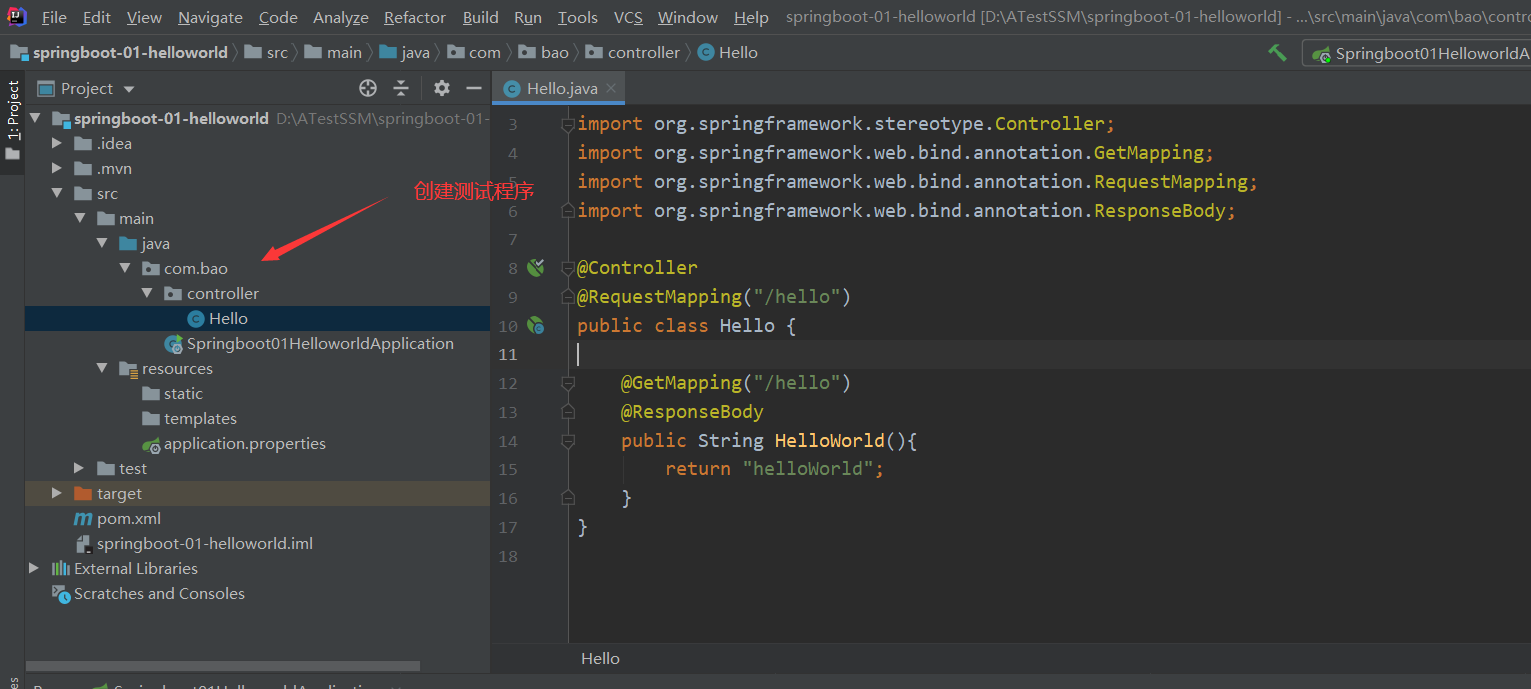 File Edit View Navigate Code Analyze Refactor Build Run Tools VCS Window Help springboot-01-helloworld [D:\ATestSSM\springboot-01-helloworld] - ...\src\main\java\com\bao\contro
springboot-01-helloworld src main java com bao controller Hello Springboot01HelloworldA
1: Project
Project
Hello.java
springboot-01-helloworld D:\ATestSSM\springboot-01-
.idea
.mvn
src
main
java
com.bao
controller
Hello
Springboot01HelloworldApplication
resources
static
templates
application.properties
test
target
pom.xml
springboot-01-helloworld.iml
External Libraries
Scratches and Consoles
创建测试程序
3 import org.springframework.stereotype.Controller;
4 import org.springframework.web.bind.annotation.GetMapping;
5 import org.springframework.web.bind.annotation.RequestMapping;
6 import org.springframework.web.bind.annotation.ResponseBody;
7
8 @Controller
9 @RequestMapping("/hello")
10 public class Hello {
11
12 @GetMapping("/hello")
13 @ResponseBody
14 public String HelloWorld(){
15 return "helloWorld";
16 }
17 }
18
Hello